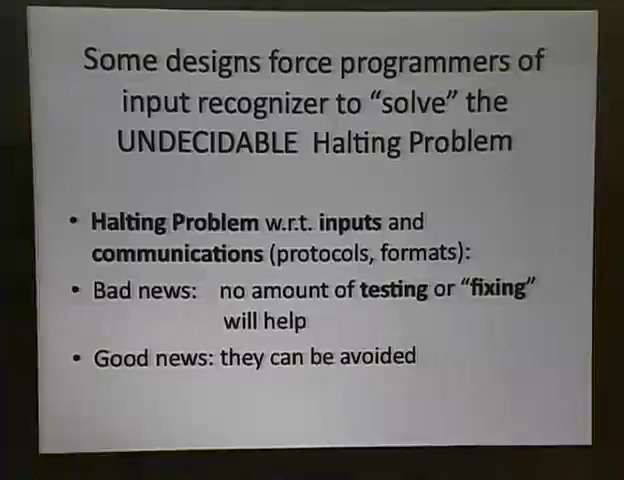 Some designs force programmers of
input recognizer to “solve” the
UNDECIDABLE Halting Problem
• Halting Problem w.r.t. inputs and
communications (protocols, formats):
• Bad news: no amount of testing or “fixing”
will help
• Good news: they can be avoided